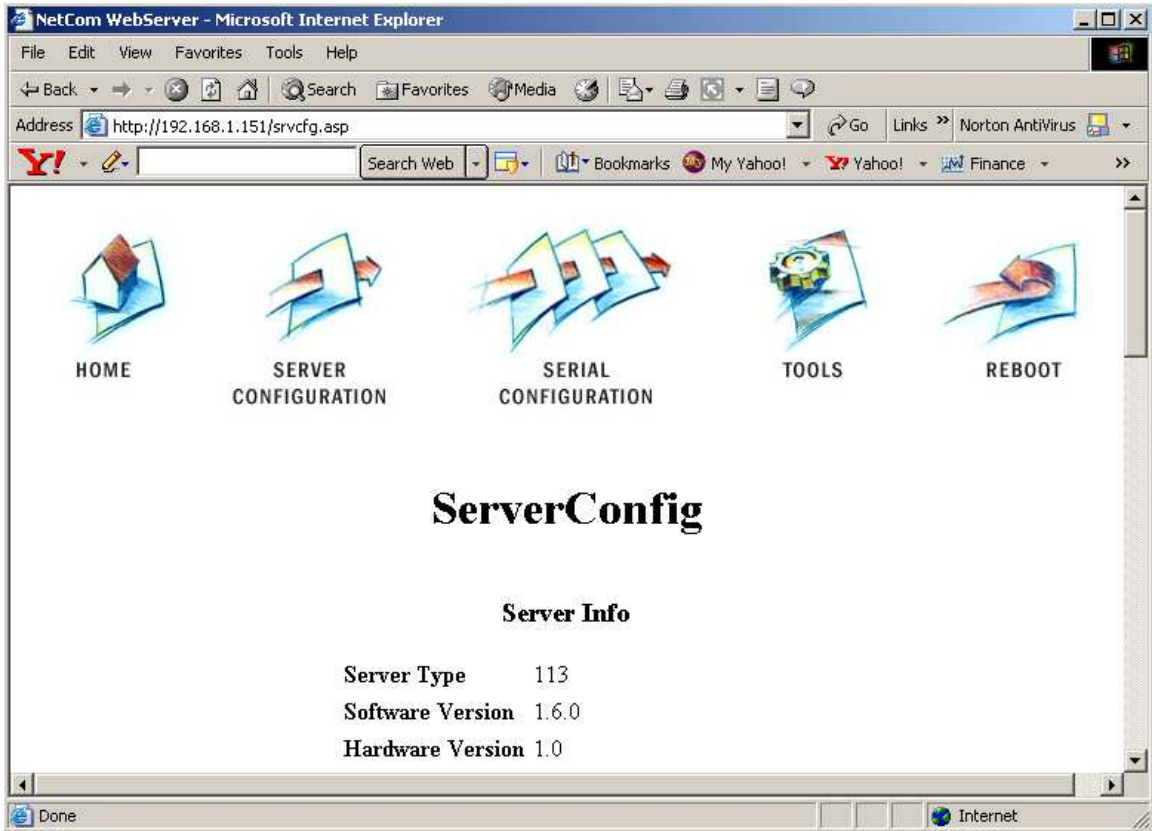 NetCom WebServer - Microsoft Internet Explorer
File Edit View Favorites Tools Help
Back Search Favorites Media
Address http://192.168.1.151/srvcfg.asp Go Links » Norton AntiVirus
Y! Search Web Bookmarks My Yahoo! Y! Yahoo! Finance »
HOME SERVER CONFIGURATION SERIAL CONFIGURATION TOOLS REBOOT
ServerConfig
Server Info
Server Type 113
Software Version 1.6.0
Hardware Version 1.0
Done Internet